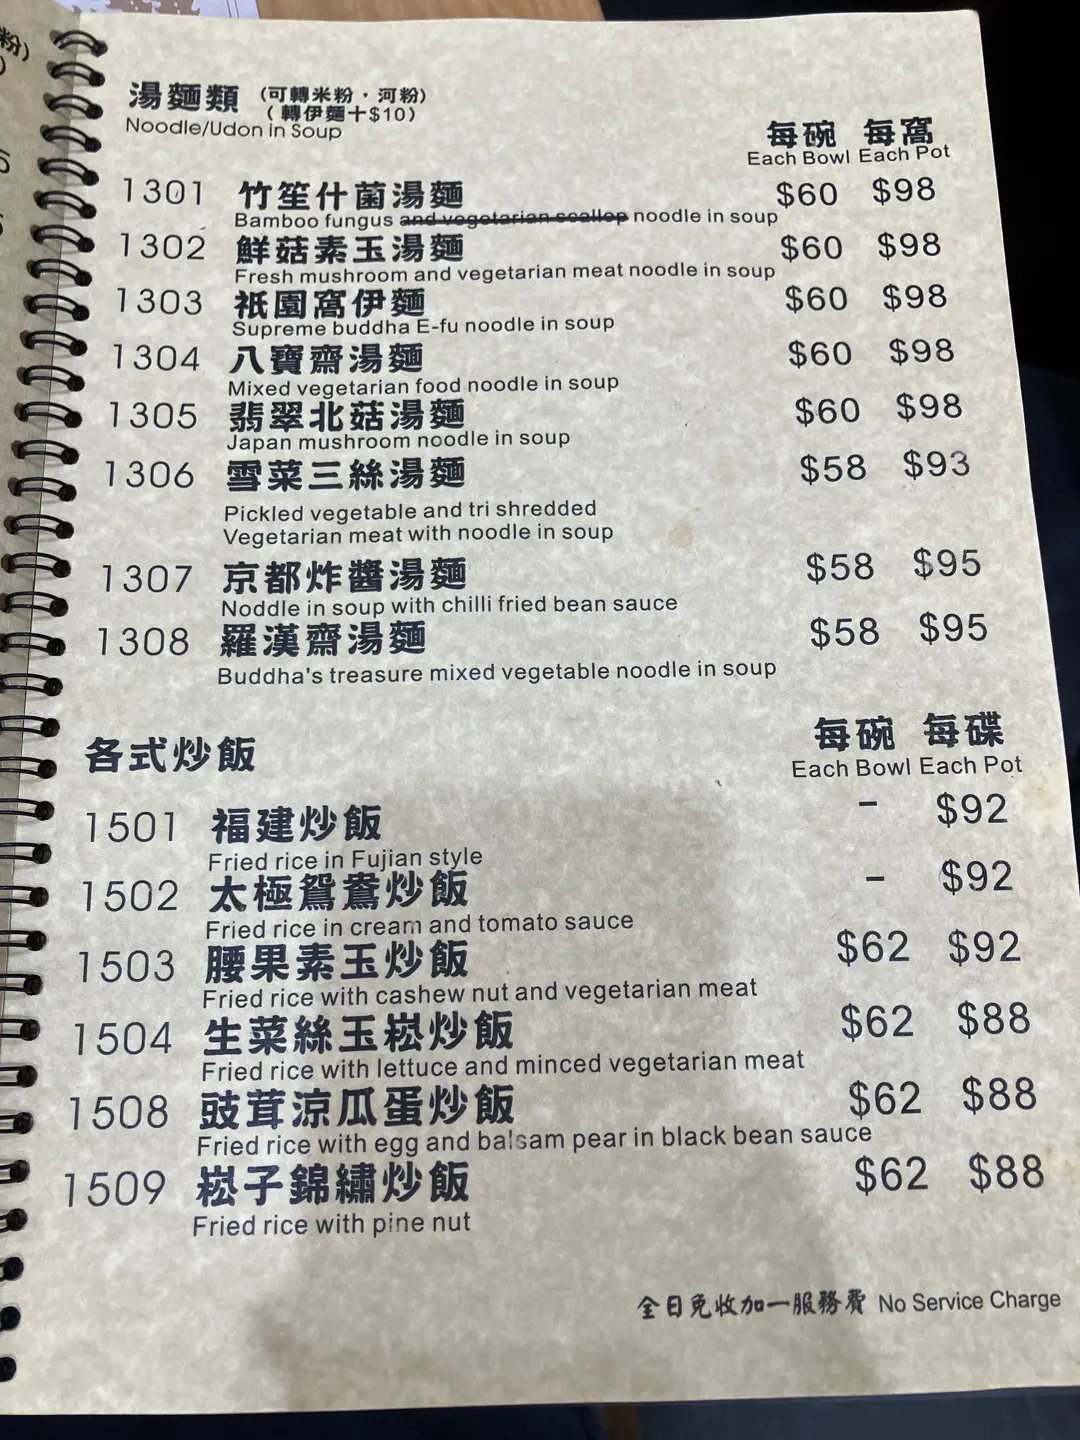 湯麵類 (可轉米粉·河粉)
(轉伊麵+$10)
Noodle/Udon in Soup
每碗 每窩
Each Bowl Each Pot
1301 竹笙什菌湯麵 $60 $98
Bamboo fungus and vegetarian scallop noodle in soup
1302 鮮菇素玉湯麵 $60 $98
Fresh mushroom and vegetarian meat noodle in soup
1303 祇園窩伊麵 $60 $98
Supreme buddha E-fu noodle in soup
1304 八寶齋湯麵 $60 $98
Mixed vegetarian food noodle in soup
1305 翡翠北菇湯麵 $60 $98
Japan mushroom noodle in soup
1306 雪菜三絲湯麵 $58 $93
Pickled vegetable and tri shredded
Vegetarian meat with noodle in soup
1307 京都炸醬湯麵 $58 $95
Noddle in soup with chilli fried bean sauce
1308 羅漢齋湯麵 $58 $95
Buddha's treasure mixed vegetable noodle in soup
各式炒飯
每碗 每碟
Each Bowl Each Pot
1501 福建炒飯 - $92
Fried rice in Fujian style
1502 太極鴛鴦炒飯 - $92
Fried rice in cream and tomato sauce
1503 腰果素玉炒飯 $62 $92
Fried rice with cashew nut and vegetarian meat
1504 生菜絲玉崧炒飯 $62 $88
Fried rice with lettuce and minced vegetarian meat
1508 豉茸涼瓜蛋炒飯 $62 $88
Fried rice with egg and balsam pear in black bean sauce
1509 崧子錦繡炒飯 $62 $88
Fried rice with pine nut
全日免收加一服務費 No Service Charge